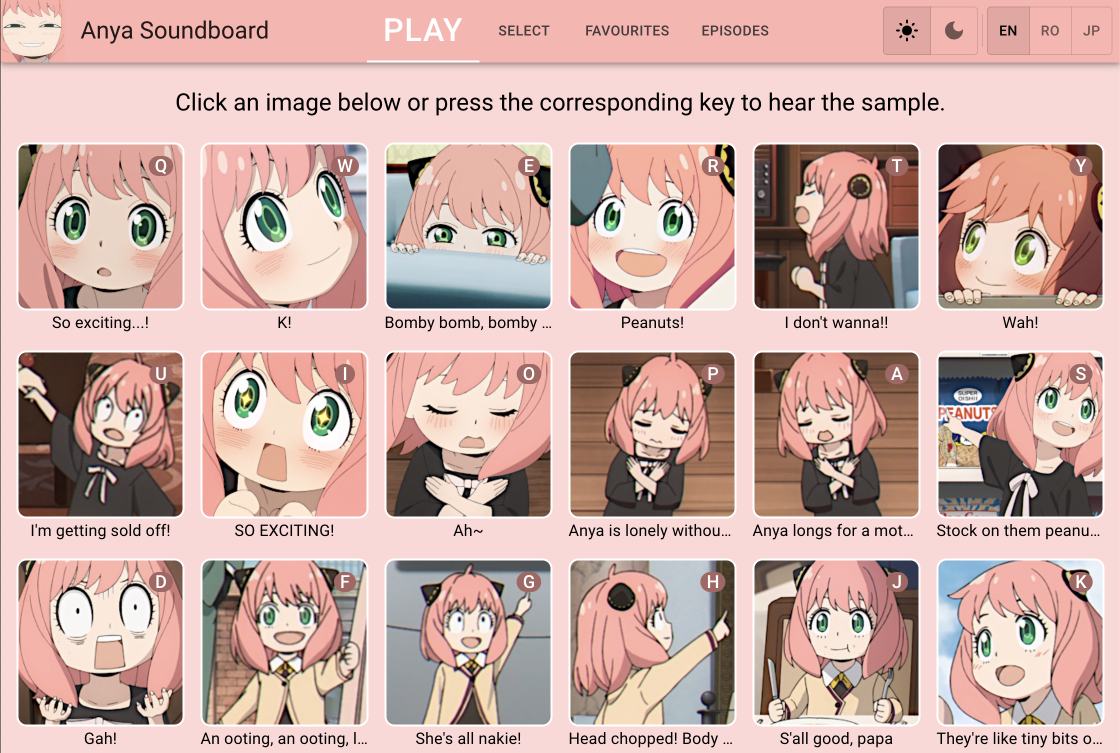 Anya Soundboard
PLAY
SELECT
FAVOURITES
EPISODES
EN
RO
JP
Click an image below or press the corresponding key to hear the sample.
Q
W
E
R
T
Y
So exciting...!
K!
Bomby bomb, bomby ...
Peanuts!
I don't wanna!!
Wah!
U
I
O
P
A
S
SUPER
DISH!!
PEANUTS
I'm getting sold off!
SO EXCITING!
Ah~
Anya is lonely withou...
Anya longs for a mot...
Stock on them peanu...
D
F
G
H
J
K
Gah!
An ooting, an ooting, l...
She's all nakie!
Head chopped! Body ...
S'all good, papa
They're like tiny bits o...